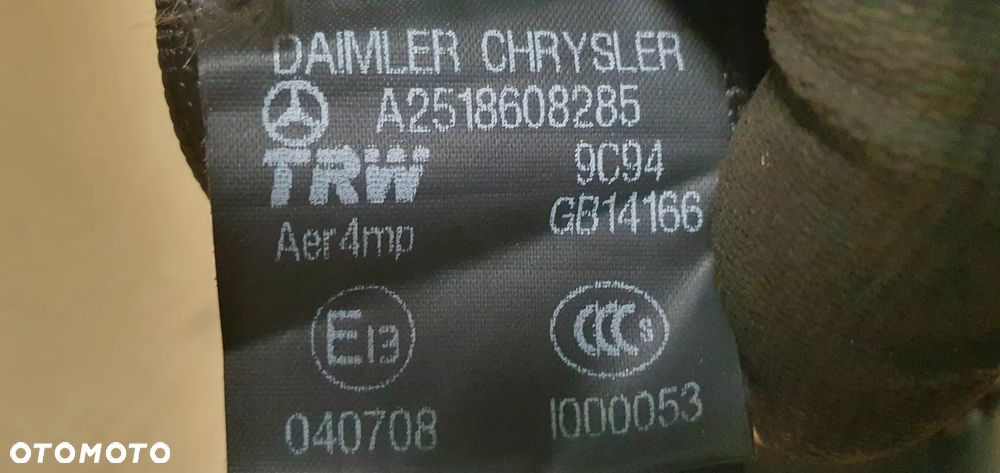 DAIMLER CHRYSLER
A2518608285
TRW 9C94
GB14166
Aer4mp
E13
CCC S
040708 I000053
OTOMOTO